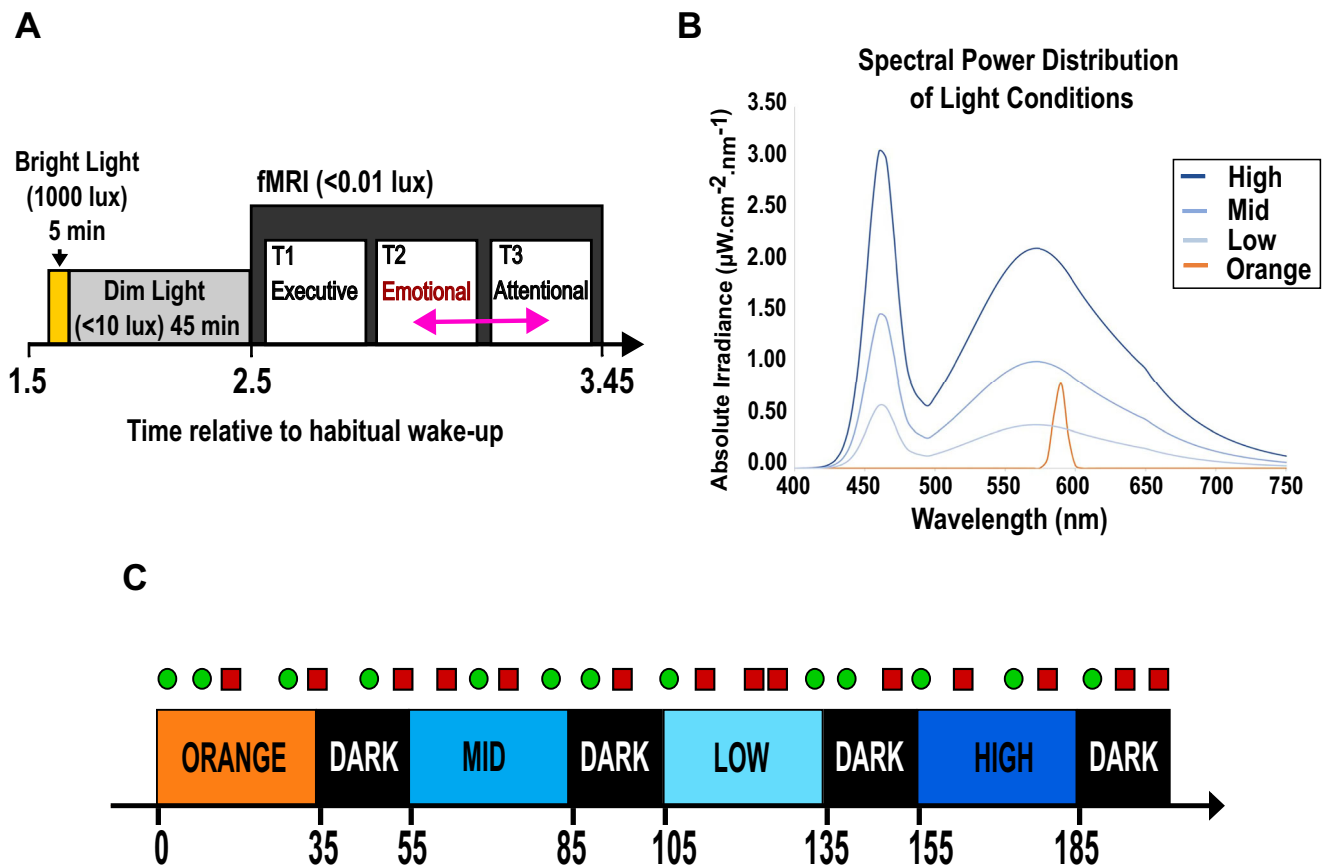 A
Bright Light
(1000 lux)
5 min
fMRI (<0.01 lux)
T1
Executive
T2
Emotional
T3
Attentional
Dim Light
(<10 lux) 45 min
1.5
2.5
3.45
Time relative to habitual wake-up
B
Spectral Power Distribution
of Light Conditions
Absolute Irradiance (µW.cm-2.nm-1)
3.50
3.00
2.50
2.00
1.50
1.00
0.50
0.00
400
450
500
550
600
650
700
750
Wavelength (nm)
High
Mid
Low
Orange
C
ORANGE
DARK
MID
DARK
LOW
DARK
HIGH
DARK
0
35
55
85
105
135
155
185